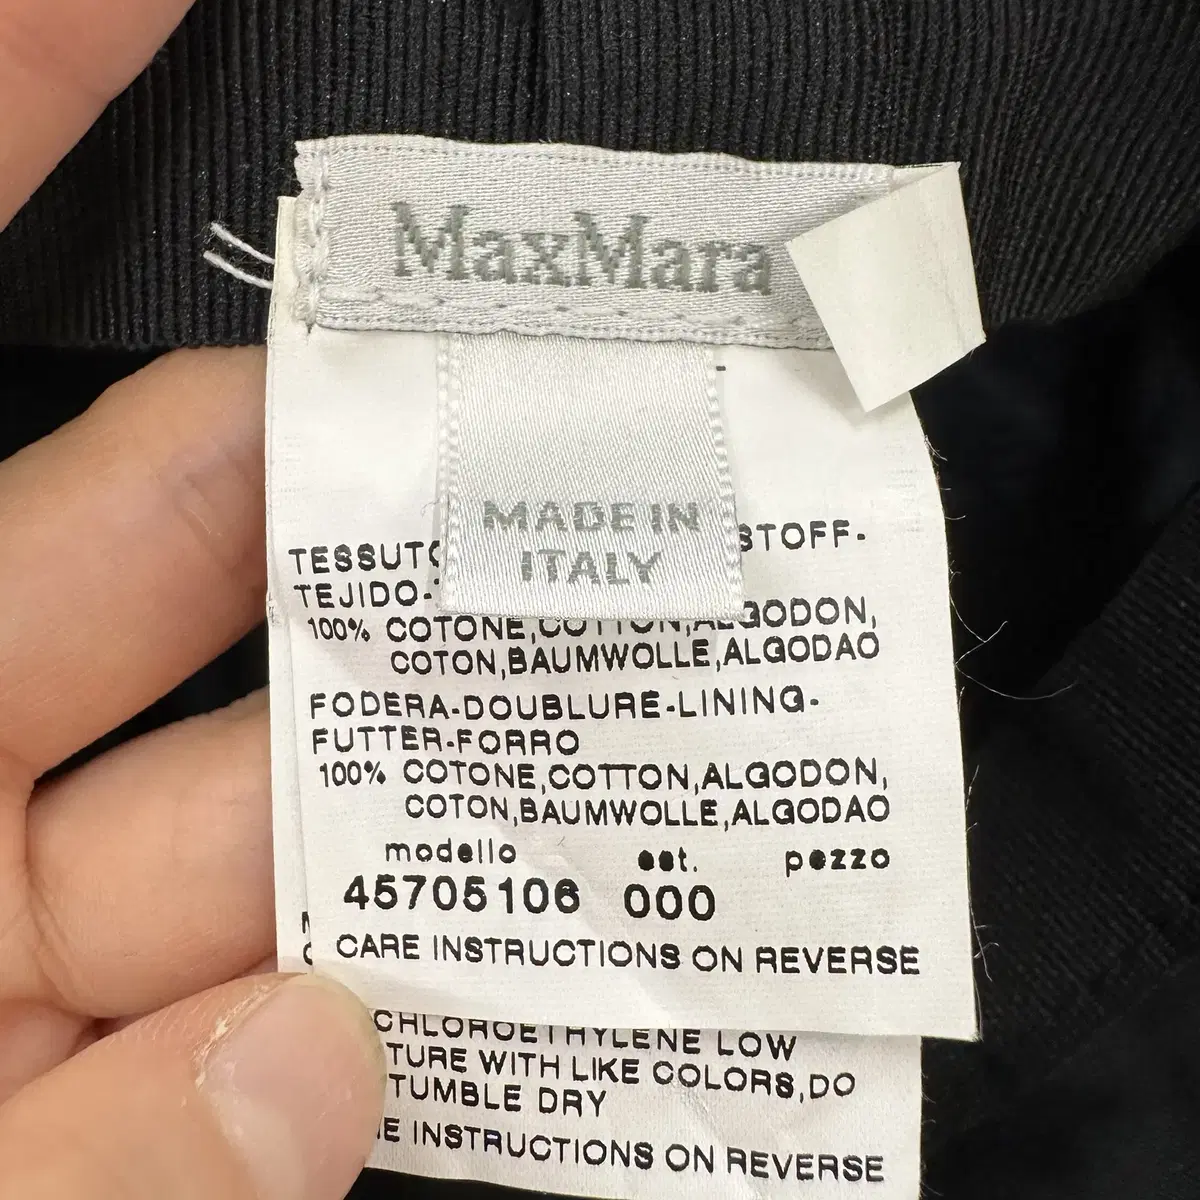 MaxMara
MADE IN
ITALY
STOFF-
TEJIDO-
100% COTONE,COTTON,ALGODON,
COTON,BAUMWOLLE,ALGODAO
FODERA-DOUBLURE-LINING-
FUTTER-FORRO
100% COTONE,COTTON,ALGODON,
COTON,BAUMWOLLE,ALGODAO
modello est. pezzo
45705106 000
CARE INSTRUCTIONS ON REVERSE
CHLOROETHYLENE LOW
TURE WITH LIKE COLORS,DO
TUMBLE DRY
INSTRUCTIONS ON REVERSE